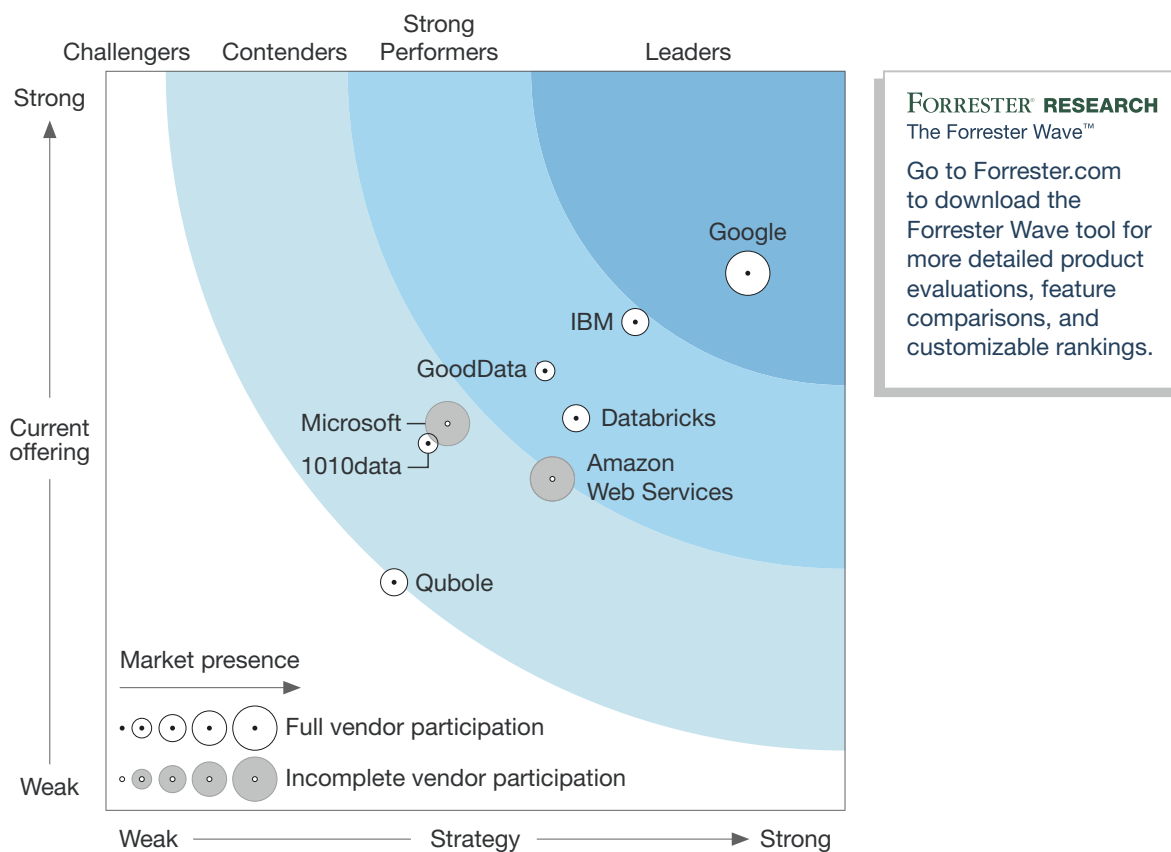 Challengers
Contenders
Strong
Performers
Leaders
Strong
Current
offering
Weak
Google
IBM
GoodData
Microsoft
Databricks
1010data
Amazon
Web Services
Qubole
Market presence
Full vendor participation
Incomplete vendor participation
Weak
Strategy
Strong
FORRESTER® RESEARCH
The Forrester Wave™
Go to Forrester.com
to download the
Forrester Wave tool for
more detailed product
evaluations, feature
comparisons, and
customizable rankings.